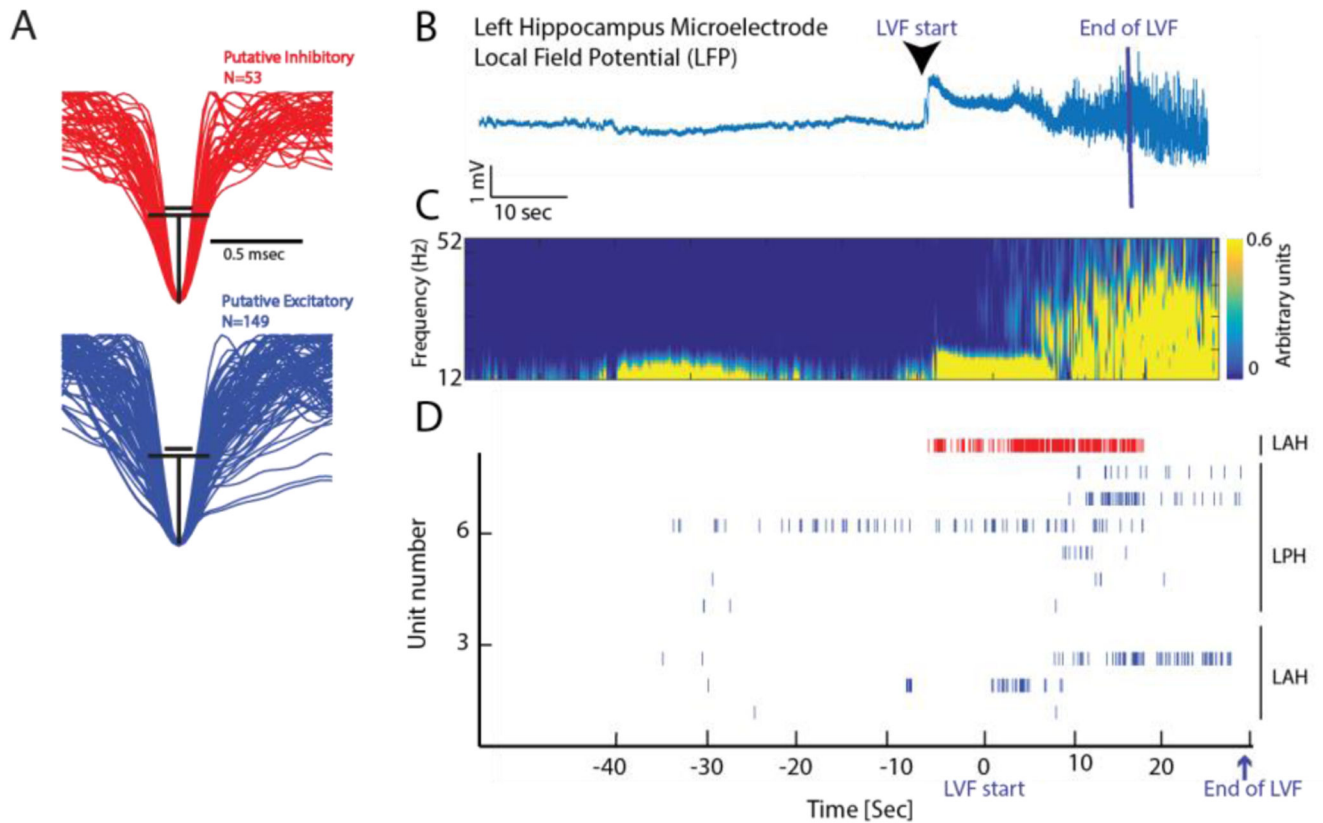 A
Putative Inhibitory
N=53
0.5 msec
Putative Excitatory
N=149
B
Left Hippocampus Microelectrode
Local Field Potential (LFP)
LVF start
End of LVF
1 mV
10 sec
C
Frequency (Hz)
52
12
0.6
0
Arbitrary units
D
Unit number
6
3
LAH
LPH
LAH
-40
-30
-20
-10
0
10
20
LVF start
End of LVF
Time [Sec]